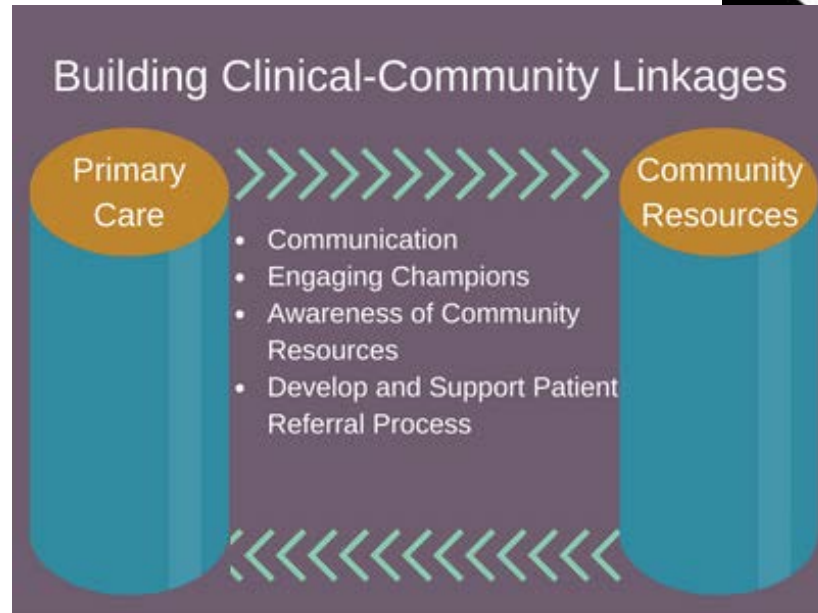 Building Clinical-Community Linkages
Primary
Care
Community
Resources
• Communication
• Engaging Champions
• Awareness of Community
Resources
• Develop and Support Patient
Referral Process